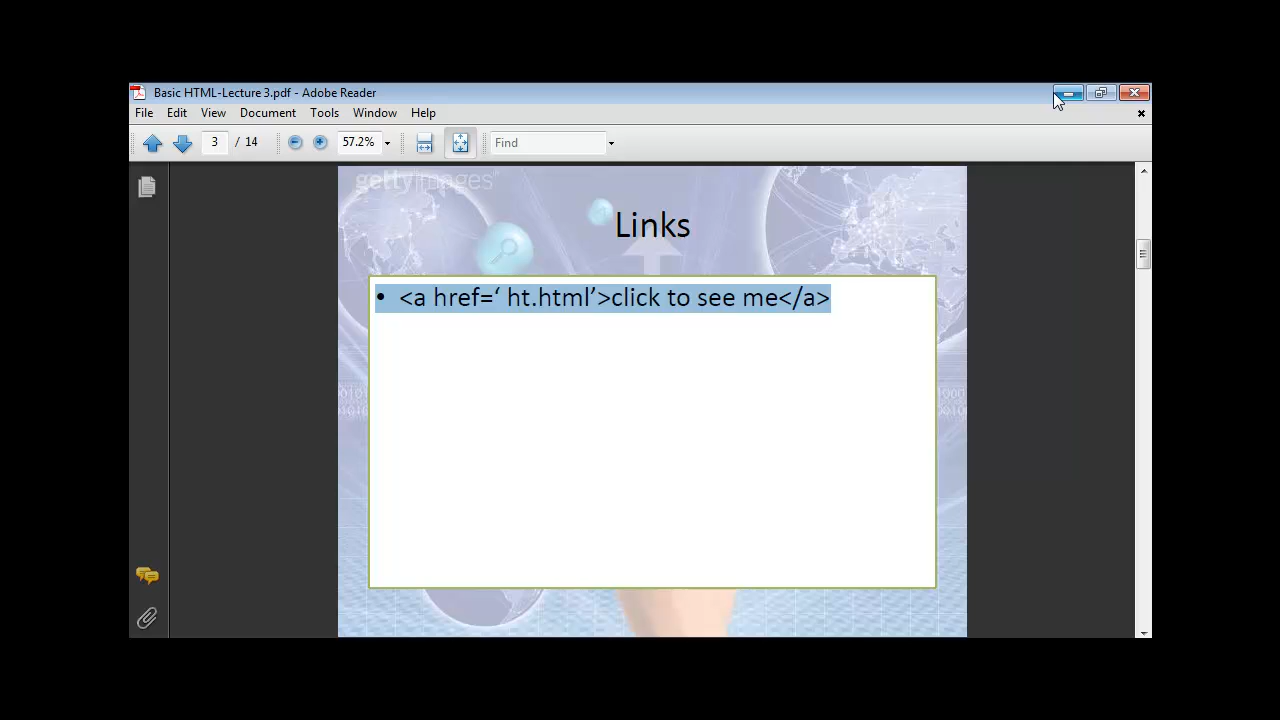 Basic HTML-Lecture 3.pdf - Adobe Reader
File Edit View Document Tools Window Help
3 / 14 57.2% Find
gettyimages
Links
• <a href=‘ ht.html’>click to see me</a>